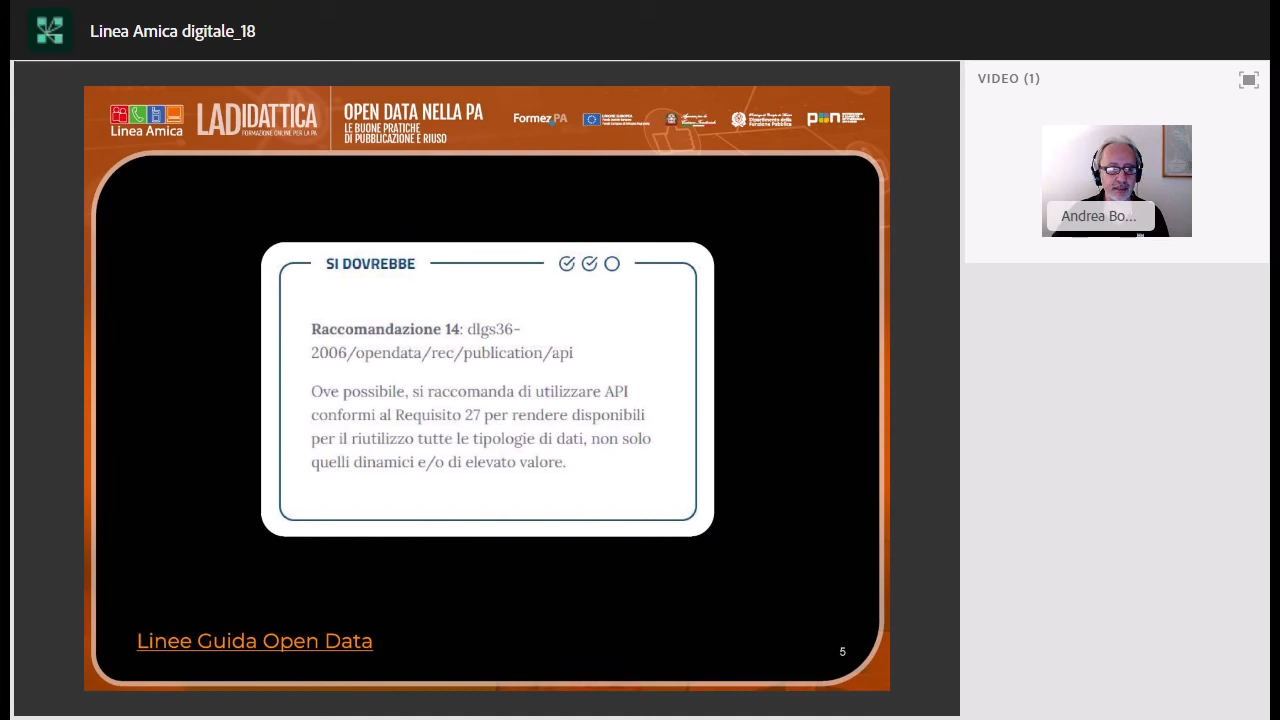 Linea Amica digitale_18
VIDEO (1)
Linea Amica
LADIDATTICA
FORMAZIONE ONLINE PER LA PA
OPEN DATA NELLA PA
LE BUONE PRATICHE
DI PUBBLICAZIONE E RIUSO
FormezPA
UNIONE EUROPEA
pon
Andrea Bo...
SI DOVREBBE
Raccomandazione 14: dlgs36-
2006/opendata/rec/publication/api
Ove possibile, si raccomanda di utilizzare API
conformi al Requisito 27 per rendere disponibili
per il riutilizzo tutte le tipologie di dati, non solo
quelli dinamici e/o di elevato valore.
Linee Guida Open Data
5